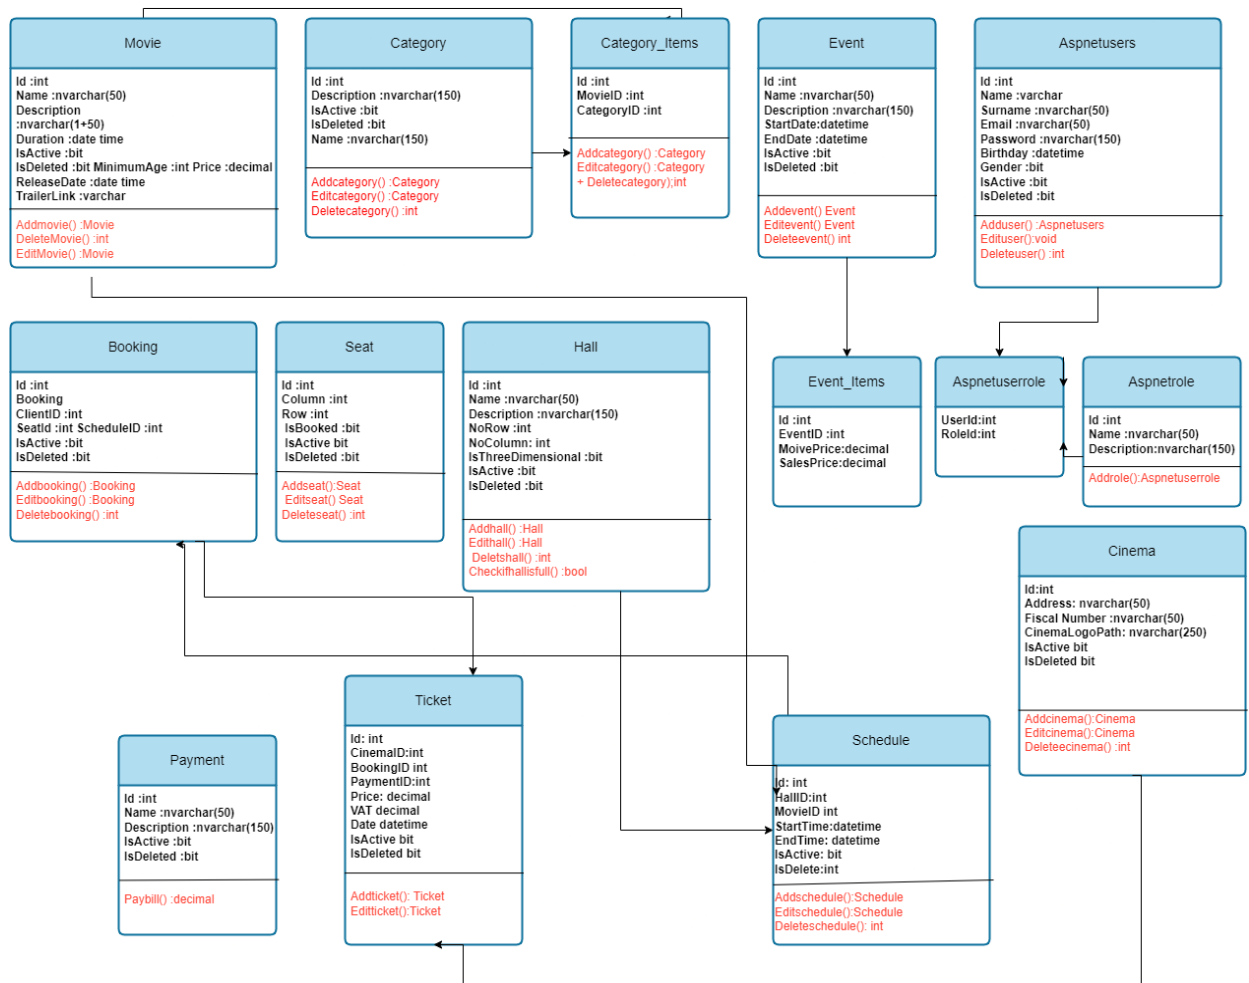 Movie
Id :int
Name :nvarchar(50)
Description
:nvarchar(1+50)
Duration :date time
IsActive :bit
IsDeleted :bit MinimumAge :int Price :decimal
ReleaseDate :date time
TrailerLink :varchar
Addmovie() :Movie
DeleteMovie() :int
EditMovie() :Movie
Category
Id :int
Description :nvarchar(150)
IsActive :bit
IsDeleted :bit
Name :nvarchar(150)
Addcategory() :Category
Editcategory() :Category
Deletecategory() :int
Category_Items
Id :int
MovieID :int
CategoryID :int
Addcategory() :Category
Editcategory() :Category
+ Deletecategory);int
Event
Id :int
Name :nvarchar(50)
Description :nvarchar(150)
StartDate:datetime
EndDate :datetime
IsActive :bit
IsDeleted :bit
Addevent() Event
Editevent() Event
Deleteevent() int
Aspnetusers
Id :int
Name :varchar
Surname :nvarchar(50)
Email :nvarchar(50)
Password :nvarchar(150)
Birthday :datetime
Gender :bit
IsActive :bit
IsDeleted :bit
Adduser() :Aspnetusers
Edituser():void
Deleteuser() :int
Booking
Id :int
Booking
ClientID :int
SeatId :int ScheduleID :int
IsActive :bit
IsDeleted :bit
Addbooking() :Booking
Editbooking() :Booking
Deletebooking() :int
Seat
Id :int
Column :int
Row :int
IsBooked :bit
IsActive bit
IsDeleted :bit
Addseat():Seat
Editseat() Seat
Deleteseat() :int
Hall
Id :int
Name :nvarchar(50)
Description :nvarchar(150)
NoRow :int
NoColumn: int
IsThreeDimensional :bit
IsActive :bit
IsDeleted :bit
Addhall() :Hall
Edithall() :Hall
Deletshall() :int
Checkifhallisfull() :bool
Event_Items
Id :int
EventID :int
MoivePrice:decimal
SalesPrice:decimal
Aspnetuserrole
UserId:int
RoleId:int
Aspnetrole
Id :int
Name :nvarchar(50)
Description:nvarchar(150)
Addrole():Aspnetuserrole
Cinema
Id:int
Address: nvarchar(50)
Fiscal Number :nvarchar(50)
CinemaLogoPath: nvarchar(250)
IsActive bit
IsDeleted bit
Addcinema():Cinema
Editcinema():Cinema
Deleteecinema() :int
Payment
Id :int
Name :nvarchar(50)
Description :nvarchar(150)
IsActive :bit
IsDeleted :bit
Paybill() :decimal
Ticket
Id: int
CinemaID:int
BookingID int
PaymentID:int
Price: decimal
VAT decimal
Date datetime
IsActive bit
IsDeleted bit
Addticket(): Ticket
Editticket():Ticket
Schedule
Id: int
HallID:int
MovieID int
StartTime:datetime
EndTime: datetime
IsActive: bit
IsDelete:int
Addschedule():Schedule
Editschedule():Schedule
Deleteschedule(): int